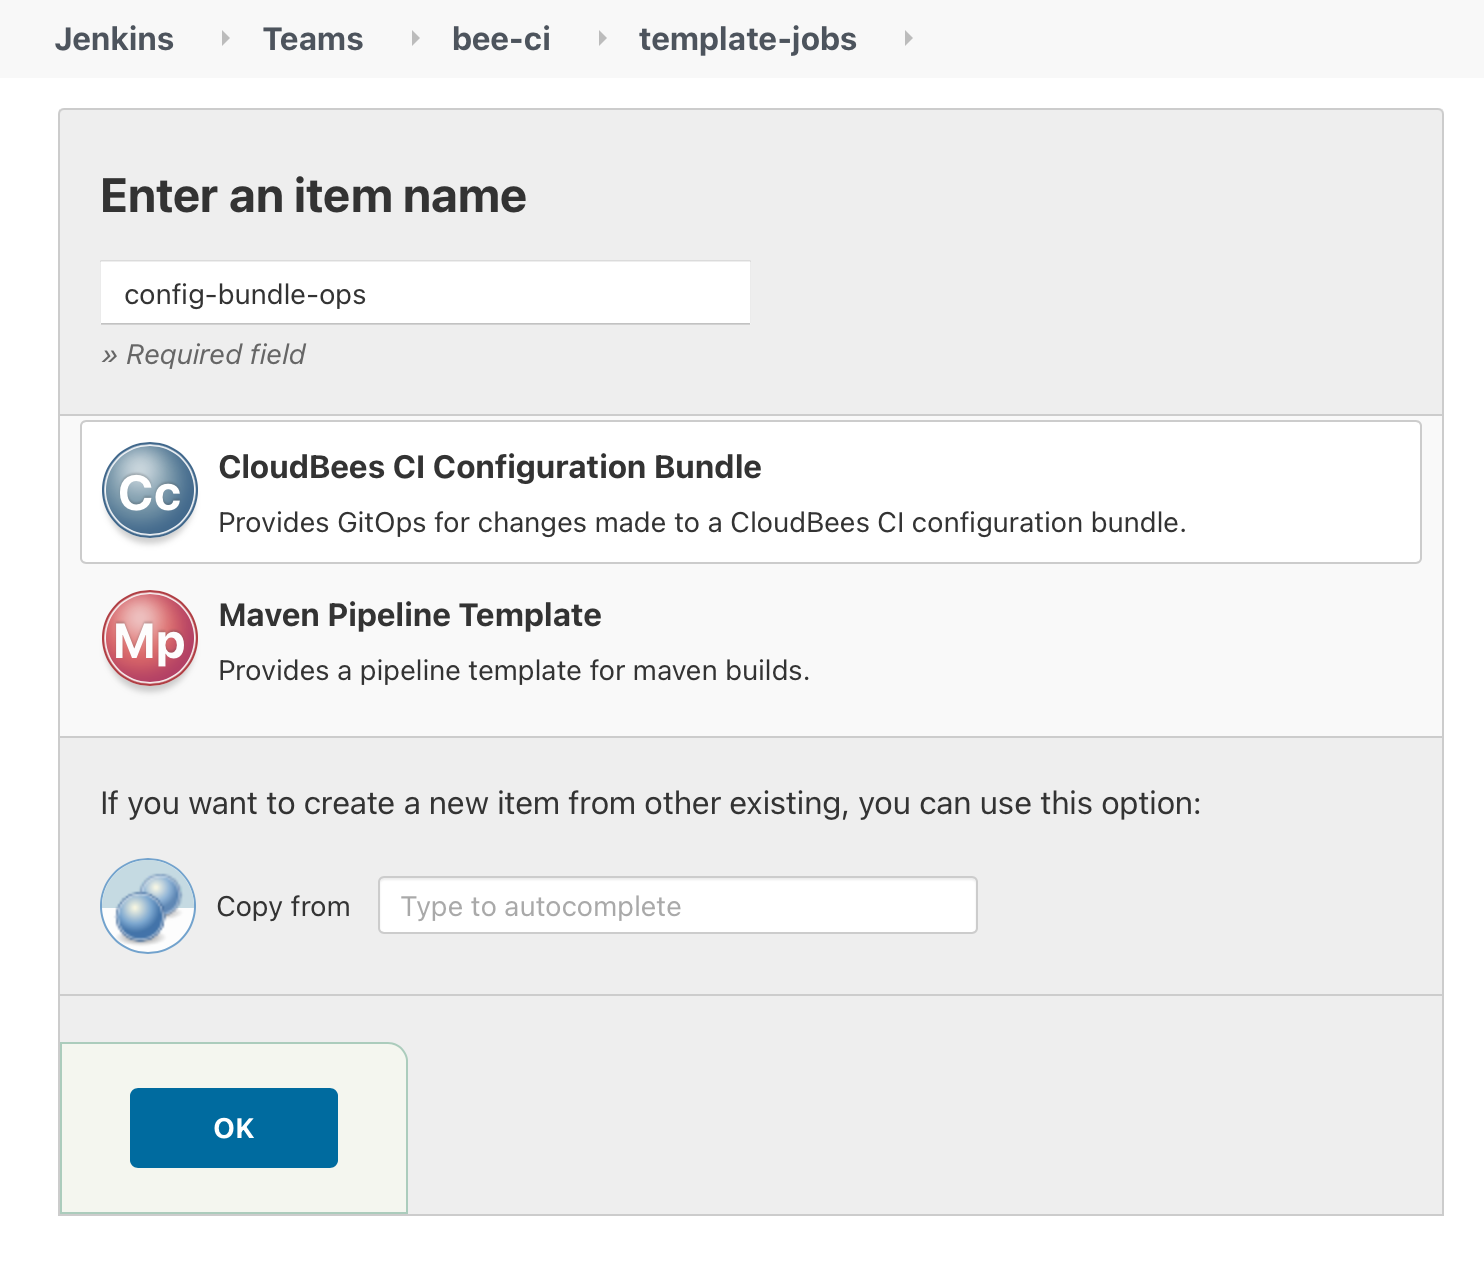 Jenkins Teams bee-ci template-jobs
Enter an item name
config-bundle-ops
» Required field
Cc
CloudBees CI Configuration Bundle
Provides GitOps for changes made to a CloudBees CI configuration bundle.
Mp
Maven Pipeline Template
Provides a pipeline template for maven builds.
If you want to create a new item from other existing, you can use this option:
Copy from Type to autocomplete
OK